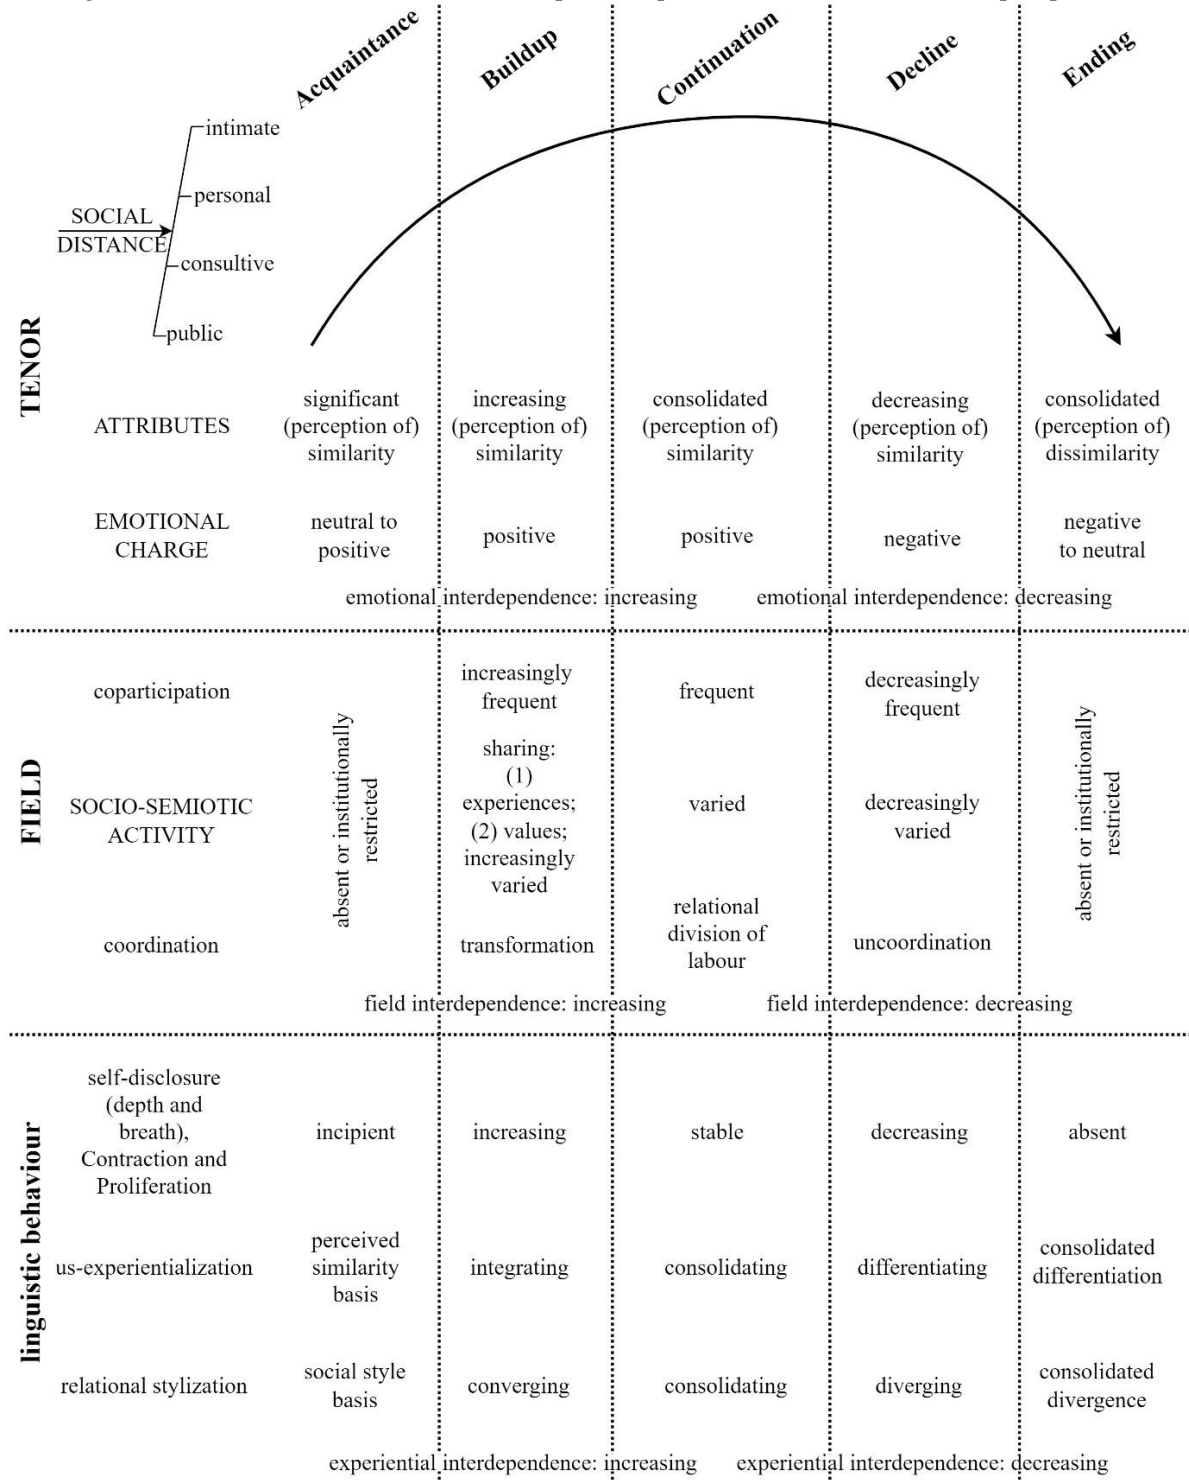 Acquaintance
Buildup
Continuation
Decline
Ending
intimate
personal
SOCIAL
DISTANCE
consultive
public
TENOR
ATTRIBUTES
significant
(perception of)
similarity
increasing
(perception of)
similarity
consolidated
(perception of)
similarity
decreasing
(perception of)
similarity
consolidated
(perception of)
dissimilarity
EMOTIONAL
CHARGE
neutral to
positive
positive
positive
negative
negative
to neutral
emotional interdependence: increasing
emotional interdependence: decreasing
FIELD
coparticipation
absent or institutionally
restricted
increasingly
frequent
frequent
decreasingly
frequent
absent or institutionally
restricted
SOCIO-SEMIOTIC
ACTIVITY
sharing:
(1)
experiences;
(2) values;
increasingly
varied
varied
decreasingly
varied
coordination
transformation
relational
division of
labour
uncoordination
field interdependence: increasing
field interdependence: decreasing
linguistic behaviour
self-disclosure
(depth and
breath),
Contraction and
Proliferation
incipient
increasing
stable
decreasing
absent
us-experientialization
perceived
similarity
basis
integrating
consolidating
differentiating
consolidated
differentiation
relational stylization
social style
basis
converging
consolidating
diverging
consolidated
divergence
experiential interdependence: increasing
experiential interdependence: decreasing